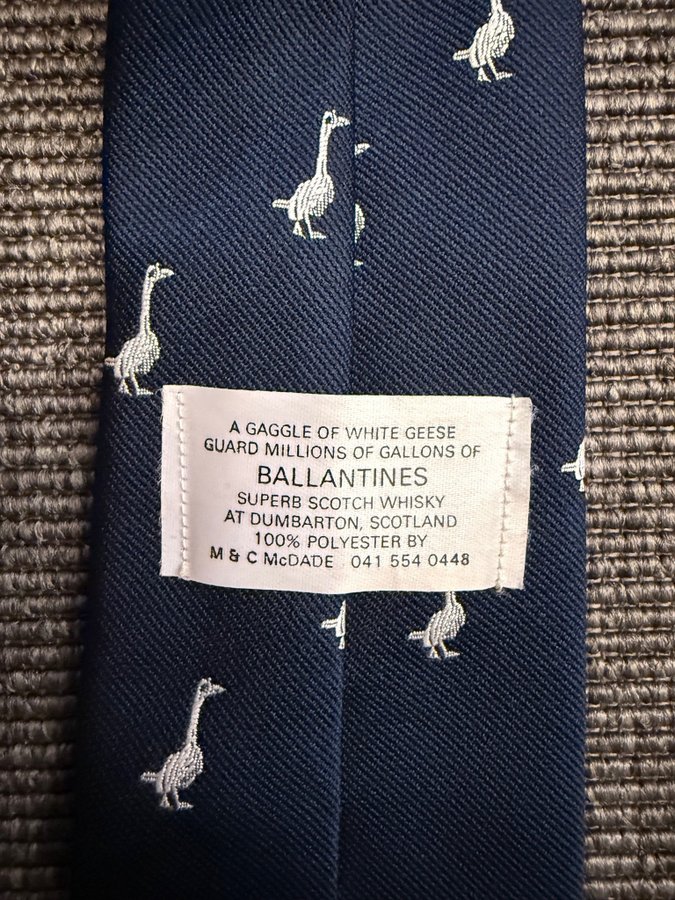 A GAGGLE OF WHITE GEESE
GUARD MILLIONS OF GALLONS OF
BALLANTINES
SUPERB SCOTCH WHISKY
AT DUMBARTON, SCOTLAND
100% POLYESTER BY
M & C McDADE 041 554 0448